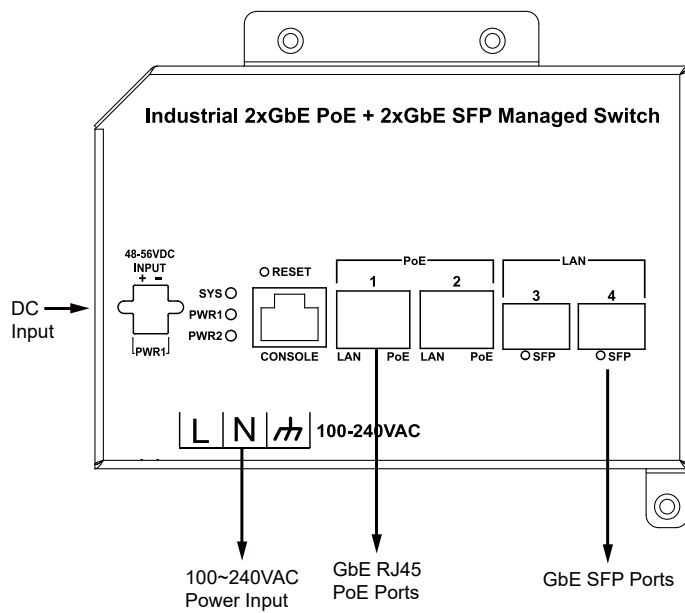 Industrial 2xGbE PoE + 2xGbE SFP Managed Switch
48-56VDC
INPUT
+ -
PWR1
DC
Input
SYS
PWR1
PWR2
RESET
CONSOLE
PoE
1 2
LAN PoE LAN PoE
LAN
3 4
SFP SFP
L N 100-240VAC
100~240VAC
Power Input
GbE RJ45
PoE Ports
GbE SFP Ports